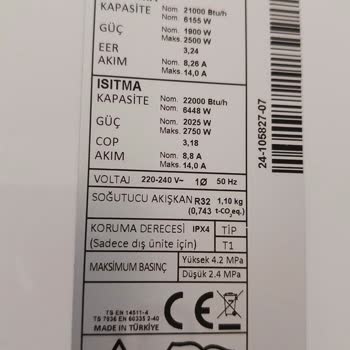 KAPASİTE Nom. 21000 Btu/h
Nom. 6155 W
GÜÇ Nom. 1900 W
Maks. 2500 W
EER 3,24
AKIM Nom. 8,26 A
Maks. 14,0 A
ISITMA
KAPASİTE Nom. 22000 Btu/h
Nom. 6448 W
GÜÇ Nom. 2025 W
Maks. 2750 W
COP 3,18
AKIM Nom. 8,8 A
Maks. 14,0 A
VOLTAJ 220-240 V~ 1Ø 50 Hz
SOĞUTUCU AKIŞKAN R32 1,10 kg
(0,743 t-CO₂eq.)
KORUMA DERECESİ IPX4 TİP
(Sadece dış ünite için) T1
MAKSİMUM BASINÇ Yüksek 4.2 MPa
Düşük 2.4 MPa
TS EN 14511-4
TS 7936 EN 60335 2-40
MADE IN TÜRKİYE
CE
24-105827-07